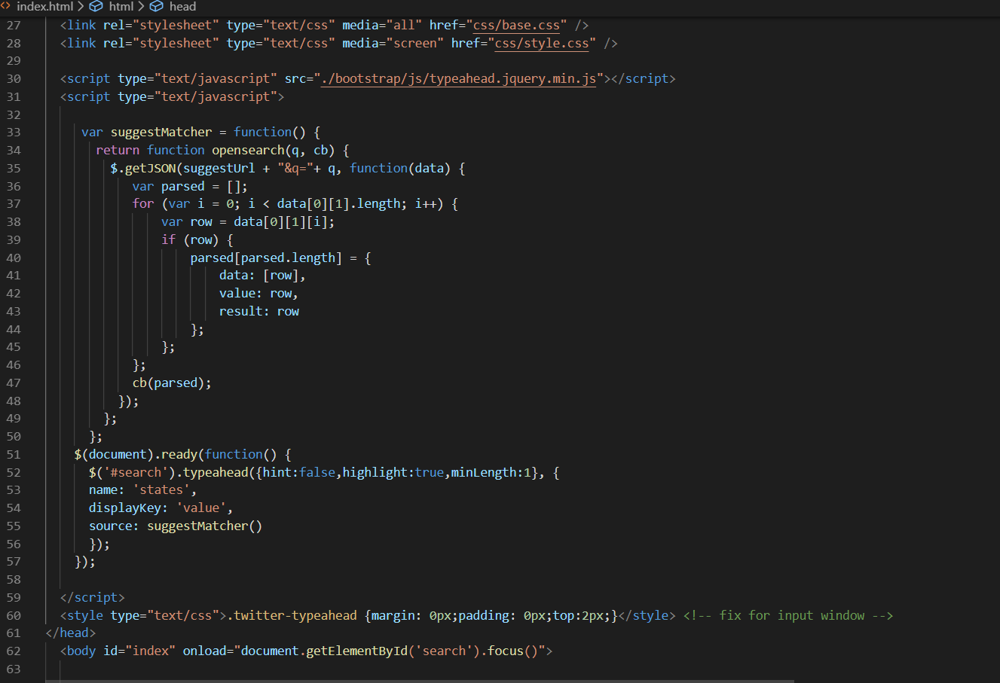 index.html > html > head
27 <link rel="stylesheet" type="text/css" media="all" href="css/base.css" />
28 <link rel="stylesheet" type="text/css" media="screen" href="css/style.css" />
29
30 <script type="text/javascript" src="./bootstrap/js/typeahead.jquery.min.js"></script>
31 <script type="text/javascript">
32
33 var suggestMatcher = function() {
34 return function opensearch(q, cb) {
35 $.getJSON(suggestUrl + "&q="+ q, function(data) {
36 var parsed = [];
37 for (var i = 0; i < data[0][1].length; i++) {
38 var row = data[0][1][i];
39 if (row) {
40 parsed[parsed.length] = {
41 data: [row],
42 value: row,
43 result: row
44 };
45 };
46 };
47 cb(parsed);
48 });
49 };
50 };
51 $(document).ready(function() {
52 $('#search').typeahead({hint:false,highlight:true,minLength:1}, {
53 name: 'states',
54 displayKey: 'value',
55 source: suggestMatcher()
56 });
57 });
58
59 </script>
60 <style type="text/css">.twitter-typeahead {margin: 0px;padding: 0px;top:2px;}</style> <!-- fix for input window -->
61 </head>
62 <body id="index" onload="document.getElementById('search').focus()">
63